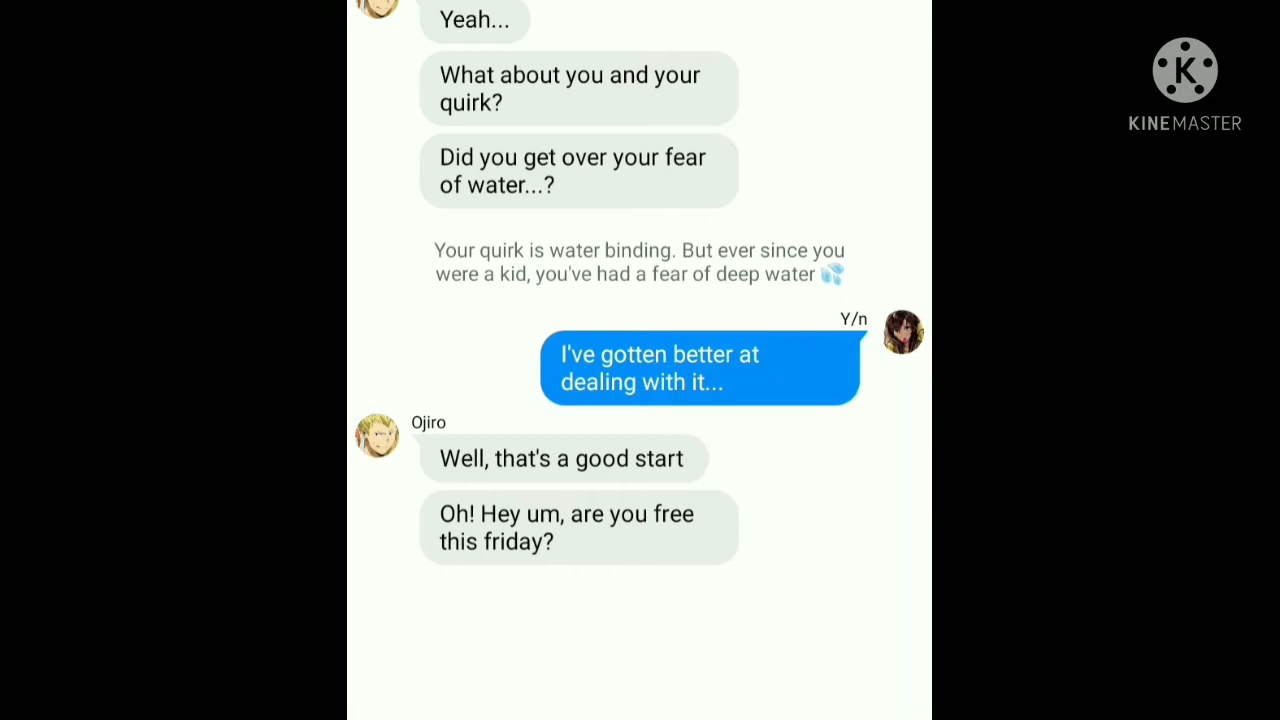 Yeah...
What about you and your
quirk?
Did you get over your fear
of water...?
Your quirk is water binding. But ever since you
were a kid, you've had a fear of deep water 💦
Y/n
I've gotten better at
dealing with it...
Ojiro
Well, that's a good start
Oh! Hey um, are you free
this friday?
K
KINEMASTER